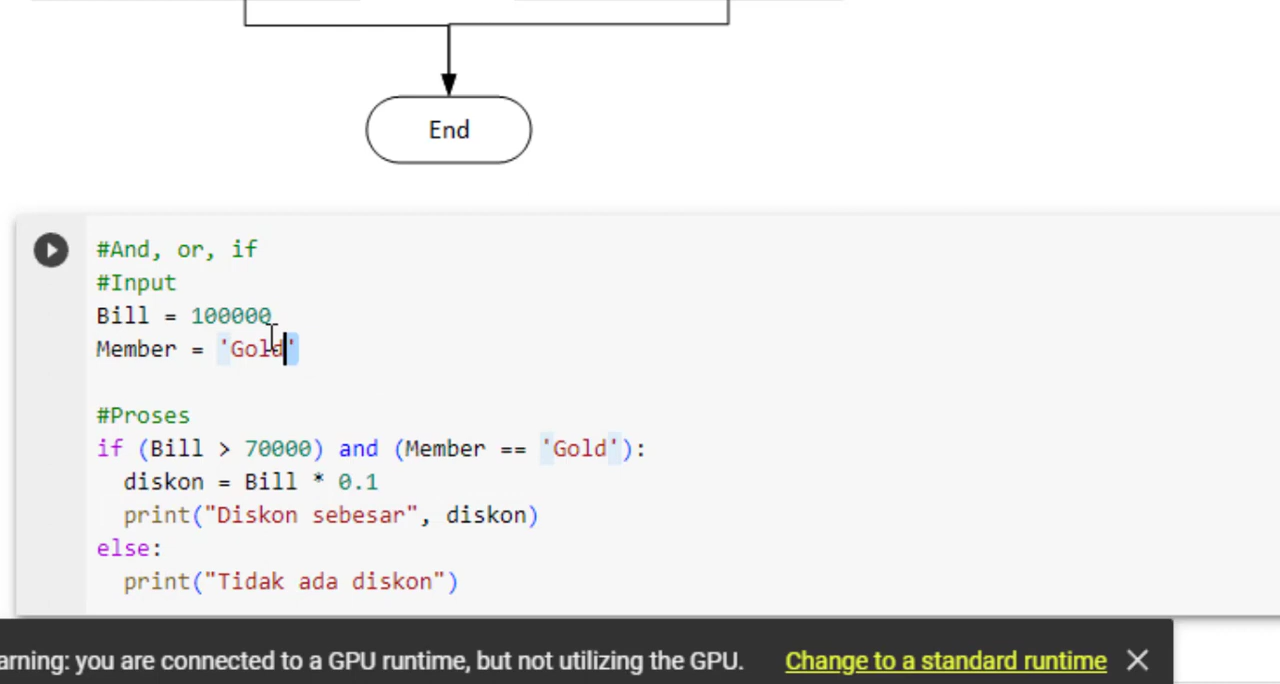 End
#And, or, if
#Input
Bill = 100000
Member = 'Gold'
#Proses
if (Bill > 70000) and (Member == 'Gold'):
  diskon = Bill * 0.1
  print("Diskon sebesar", diskon)
else:
  print("Tidak ada diskon")
arning: you are connected to a GPU runtime, but not utilizing the GPU. Change to a standard runtime